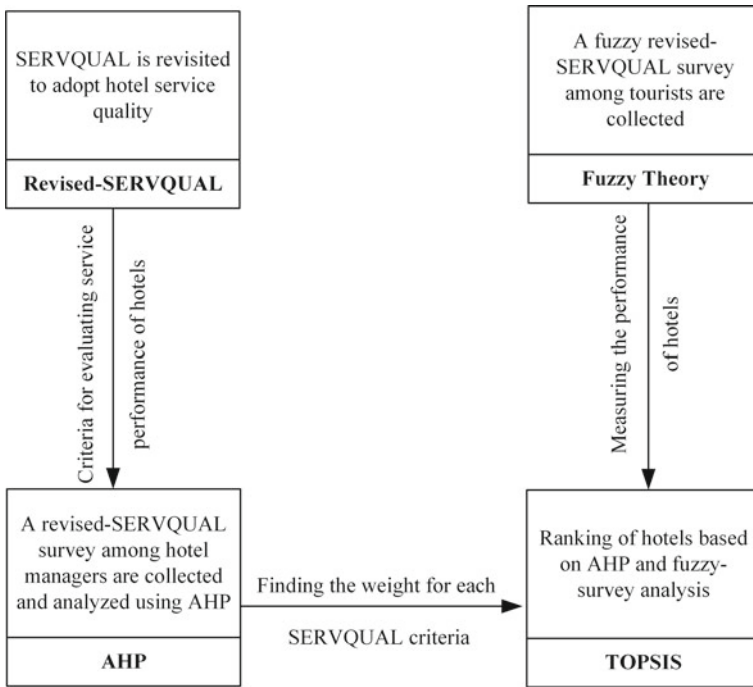 SERVQUAL is revisited
to adopt hotel service
quality
Revised-SERVQUAL
A fuzzy revised-
SERVQUAL survey
among tourists are
collected
Fuzzy Theory
Criteria for evaluating service
performance of hotels
Measuring the performance
of hotels
A revised-SERVQUAL
survey among hotel
managers are collected
and analyzed using AHP
AHP
Finding the weight for each
SERVQUAL criteria
Ranking of hotels based
on AHP and fuzzy-
survey analysis
TOPSIS